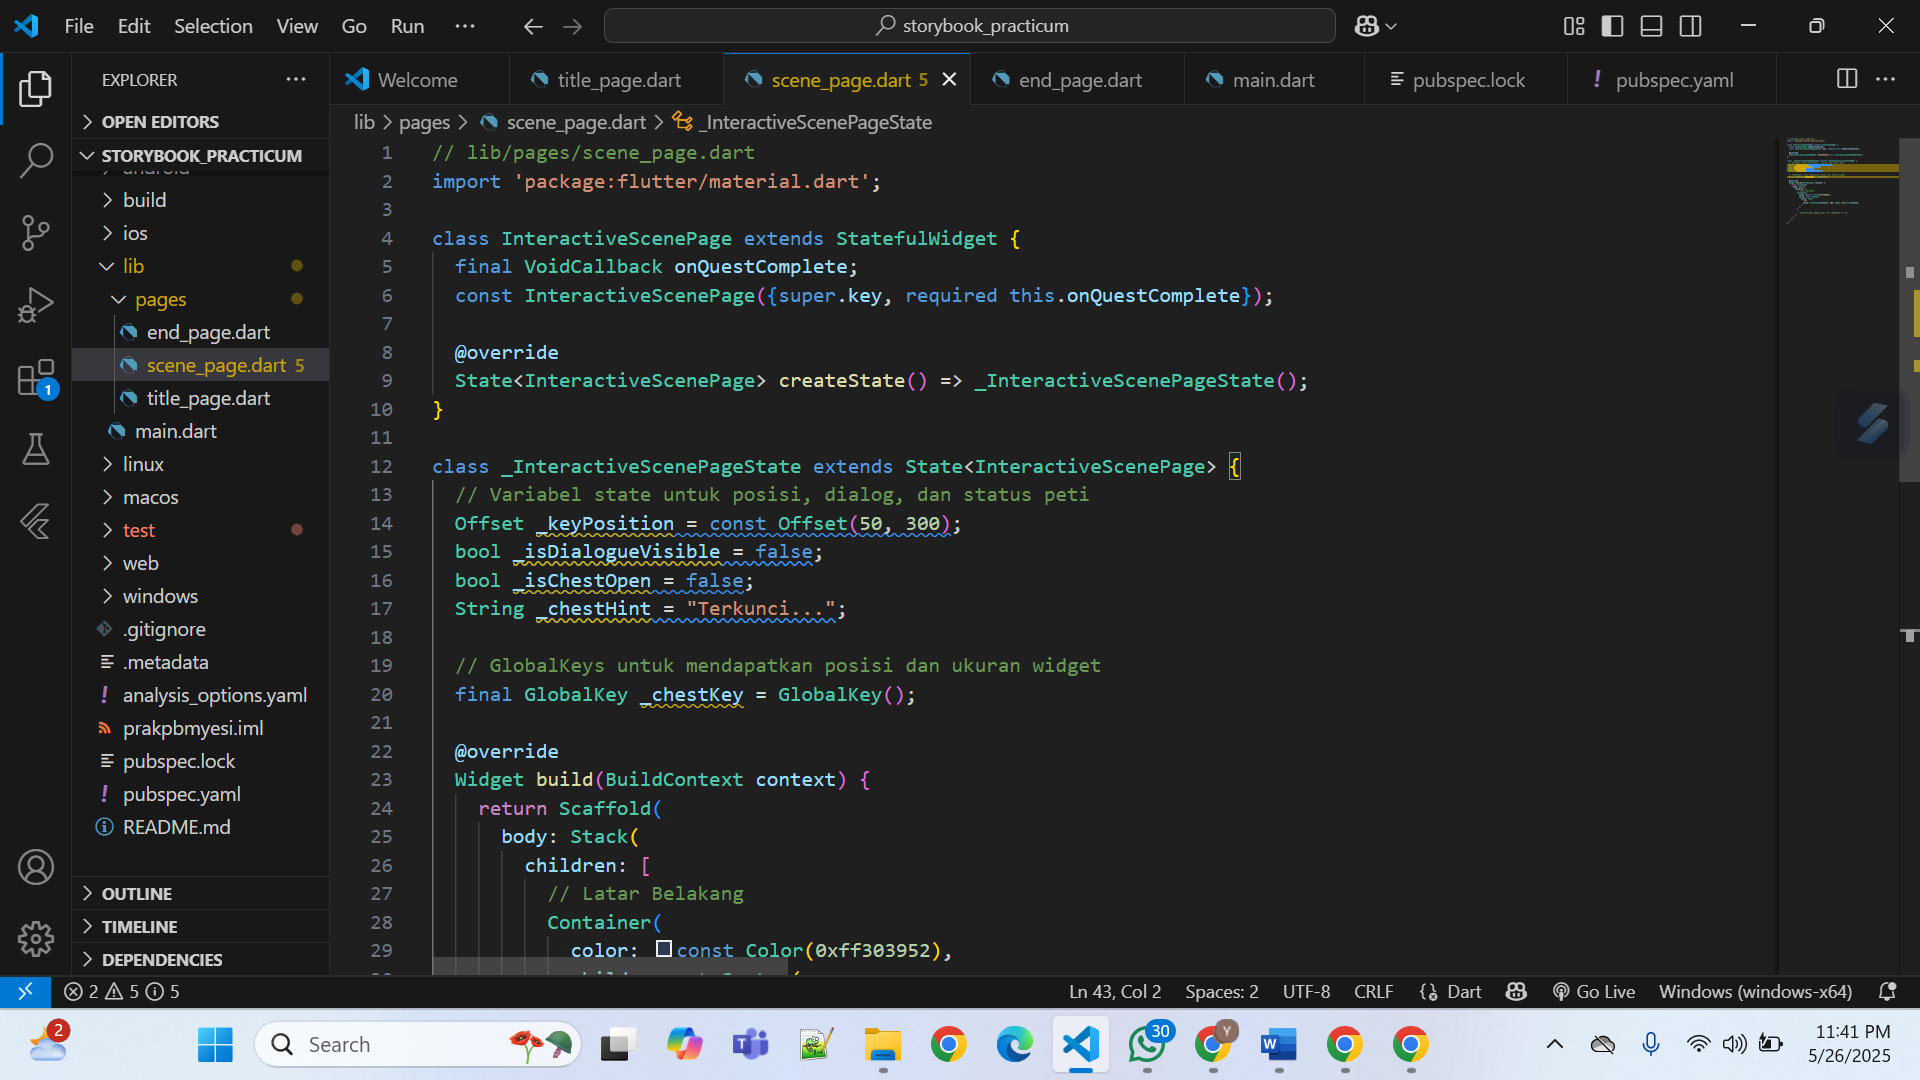 File Edit Selection View Go Run ··· storybook_practicum
EXPLORER ···
Welcome title_page.dart scene_page.dart 5 end_page.dart main.dart pubspec.lock pubspec.yaml
OPEN EDITORS
STORYBOOK_PRACTICUM
android
build
ios
lib
pages
end_page.dart
scene_page.dart 5
title_page.dart
main.dart
linux
macos
test
web
windows
.gitignore
.metadata
analysis_options.yaml
prakpbmyesi.iml
pubspec.lock
pubspec.yaml
README.md
OUTLINE
TIMELINE
DEPENDENCIES
1
lib > pages > scene_page.dart > _InteractiveScenePageState
1 // lib/pages/scene_page.dart
2 import 'package:flutter/material.dart';
3
4 class InteractiveScenePage extends StatefulWidget {
5 final VoidCallback onQuestComplete;
6 const InteractiveScenePage({super.key, required this.onQuestComplete});
7
8 @override
9 State<InteractiveScenePage> createState() => _InteractiveScenePageState();
10 }
11
12 class _InteractiveScenePageState extends State<InteractiveScenePage> {
13 // Variabel state untuk posisi, dialog, dan status peti
14 Offset _keyPosition = const Offset(50, 300);
15 bool _isDialogueVisible = false;
16 bool _isChestOpen = false;
17 String _chestHint = "Terkunci...";
18
19 // GlobalKeys untuk mendapatkan posisi dan ukuran widget
20 final GlobalKey _chestKey = GlobalKey();
21
22 @override
23 Widget build(BuildContext context) {
24 return Scaffold(
25 body: Stack(
26 children: [
27 // Latar Belakang
28 Container(
29 color: const Color(0xff303952),
2 5 5 Ln 43, Col 2 Spaces: 2 UTF-8 CRLF Dart Go Live Windows (windows-x64)
2 Search 30 Y W 11:41 PM
5/26/2025